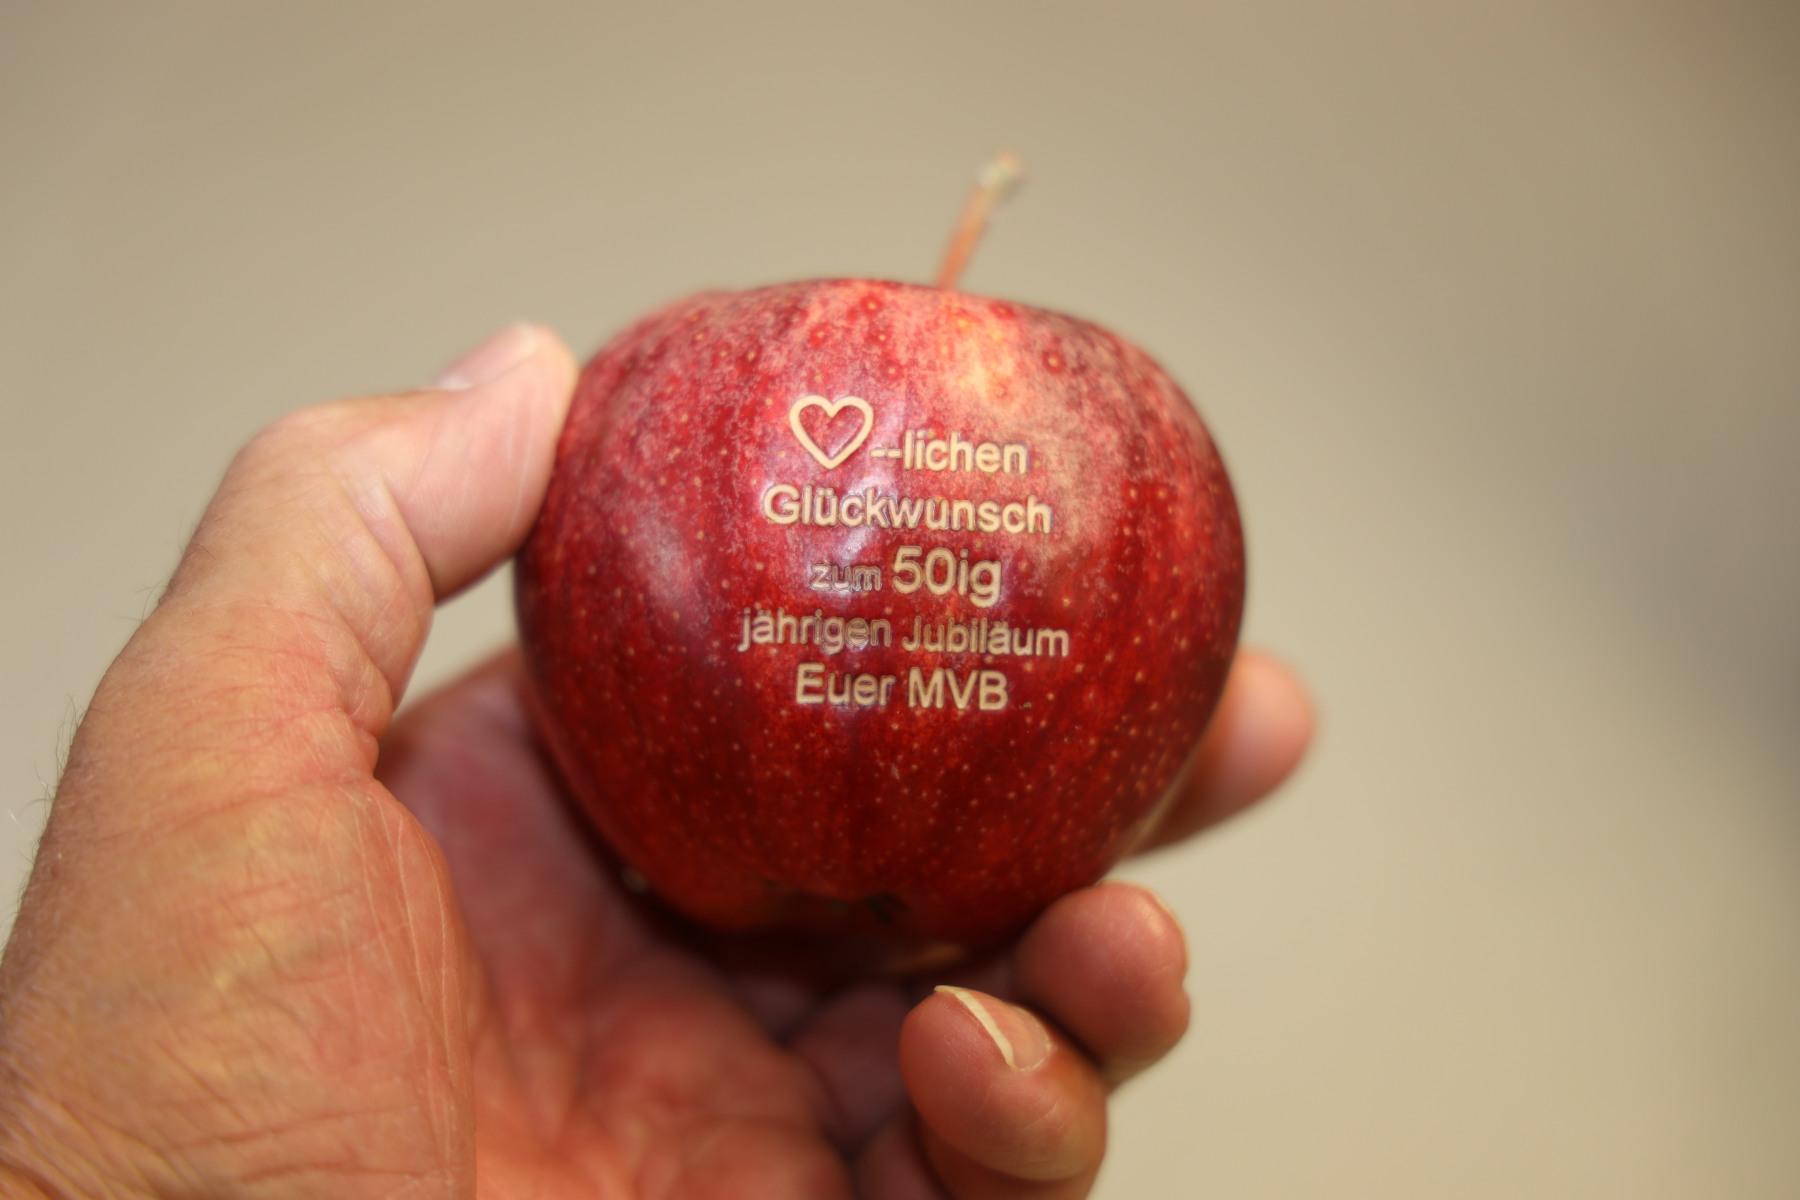 ♡--lichen
Glückwunsch
zum 50ig
jährigen Jubiläum
Euer MVB